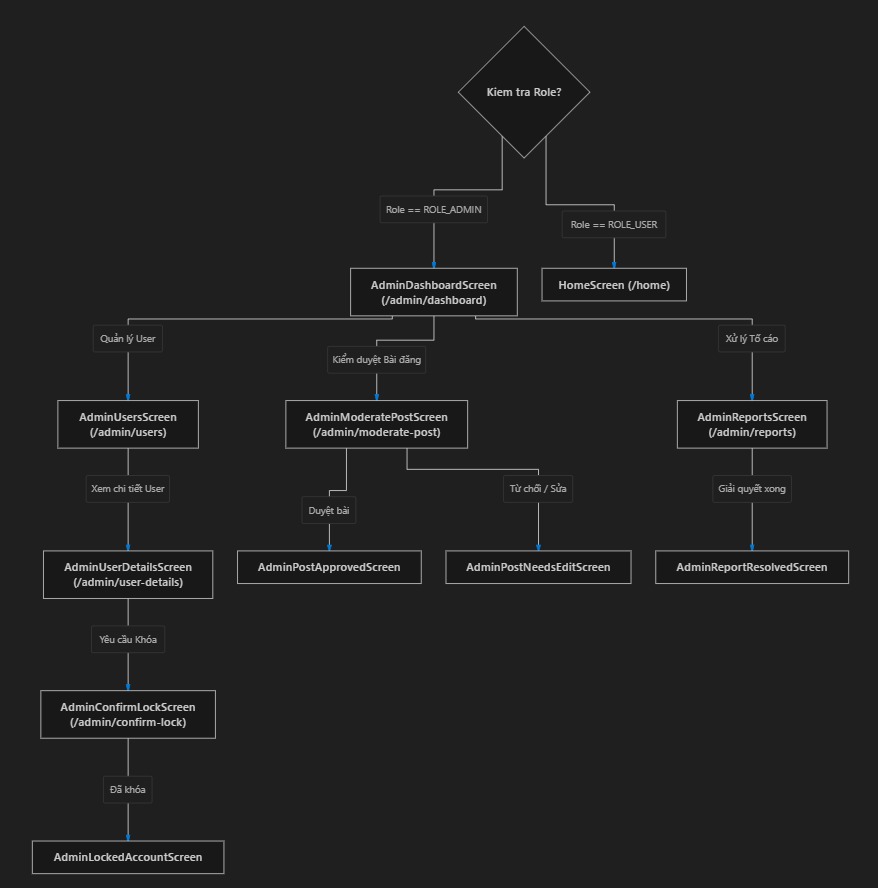 Kiem tra Role?
Role == ROLE_ADMIN
Role == ROLE_USER
AdminDashboardScreen
(/admin/dashboard)
HomeScreen (/home)
Quản lý User
Kiểm duyệt Bài đăng
Xử lý Tố cáo
AdminUsersScreen
(/admin/users)
AdminModeratePostScreen
(/admin/moderate-post)
AdminReportsScreen
(/admin/reports)
Xem chi tiết User
Duyệt bài
Từ chối / Sửa
Giải quyết xong
AdminUserDetailsScreen
(/admin/user-details)
AdminPostApprovedScreen
AdminPostNeedsEditScreen
AdminReportResolvedScreen
Yêu cầu Khóa
AdminConfirmLockScreen
(/admin/confirm-lock)
Đã khóa
AdminLockedAccountScreen